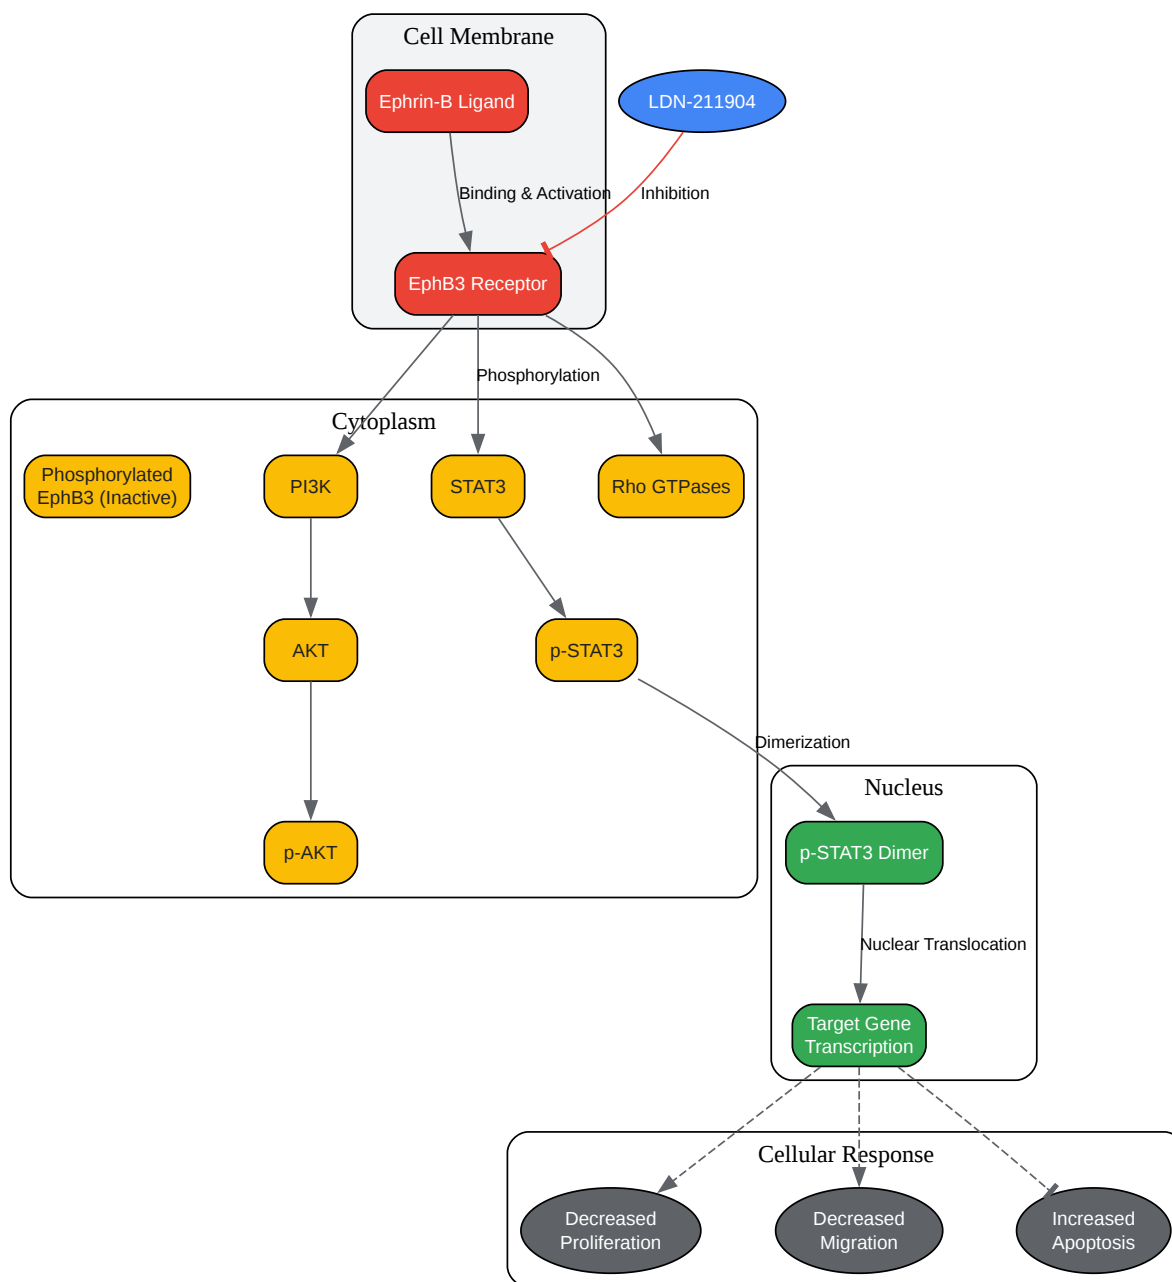 Cell Membrane
Ephrin-B Ligand
LDN-211904
Binding & Activation
Inhibition
EphB3 Receptor
Phosphorylation
Cytoplasm
Phosphorylated
EphB3 (Inactive)
PI3K
STAT3
Rho GTPases
AKT
p-STAT3
Dimerization
Nucleus
p-AKT
p-STAT3 Dimer
Nuclear Translocation
Target Gene
Transcription
Cellular Response
Decreased
Proliferation
Decreased
Migration
Increased
Apoptosis